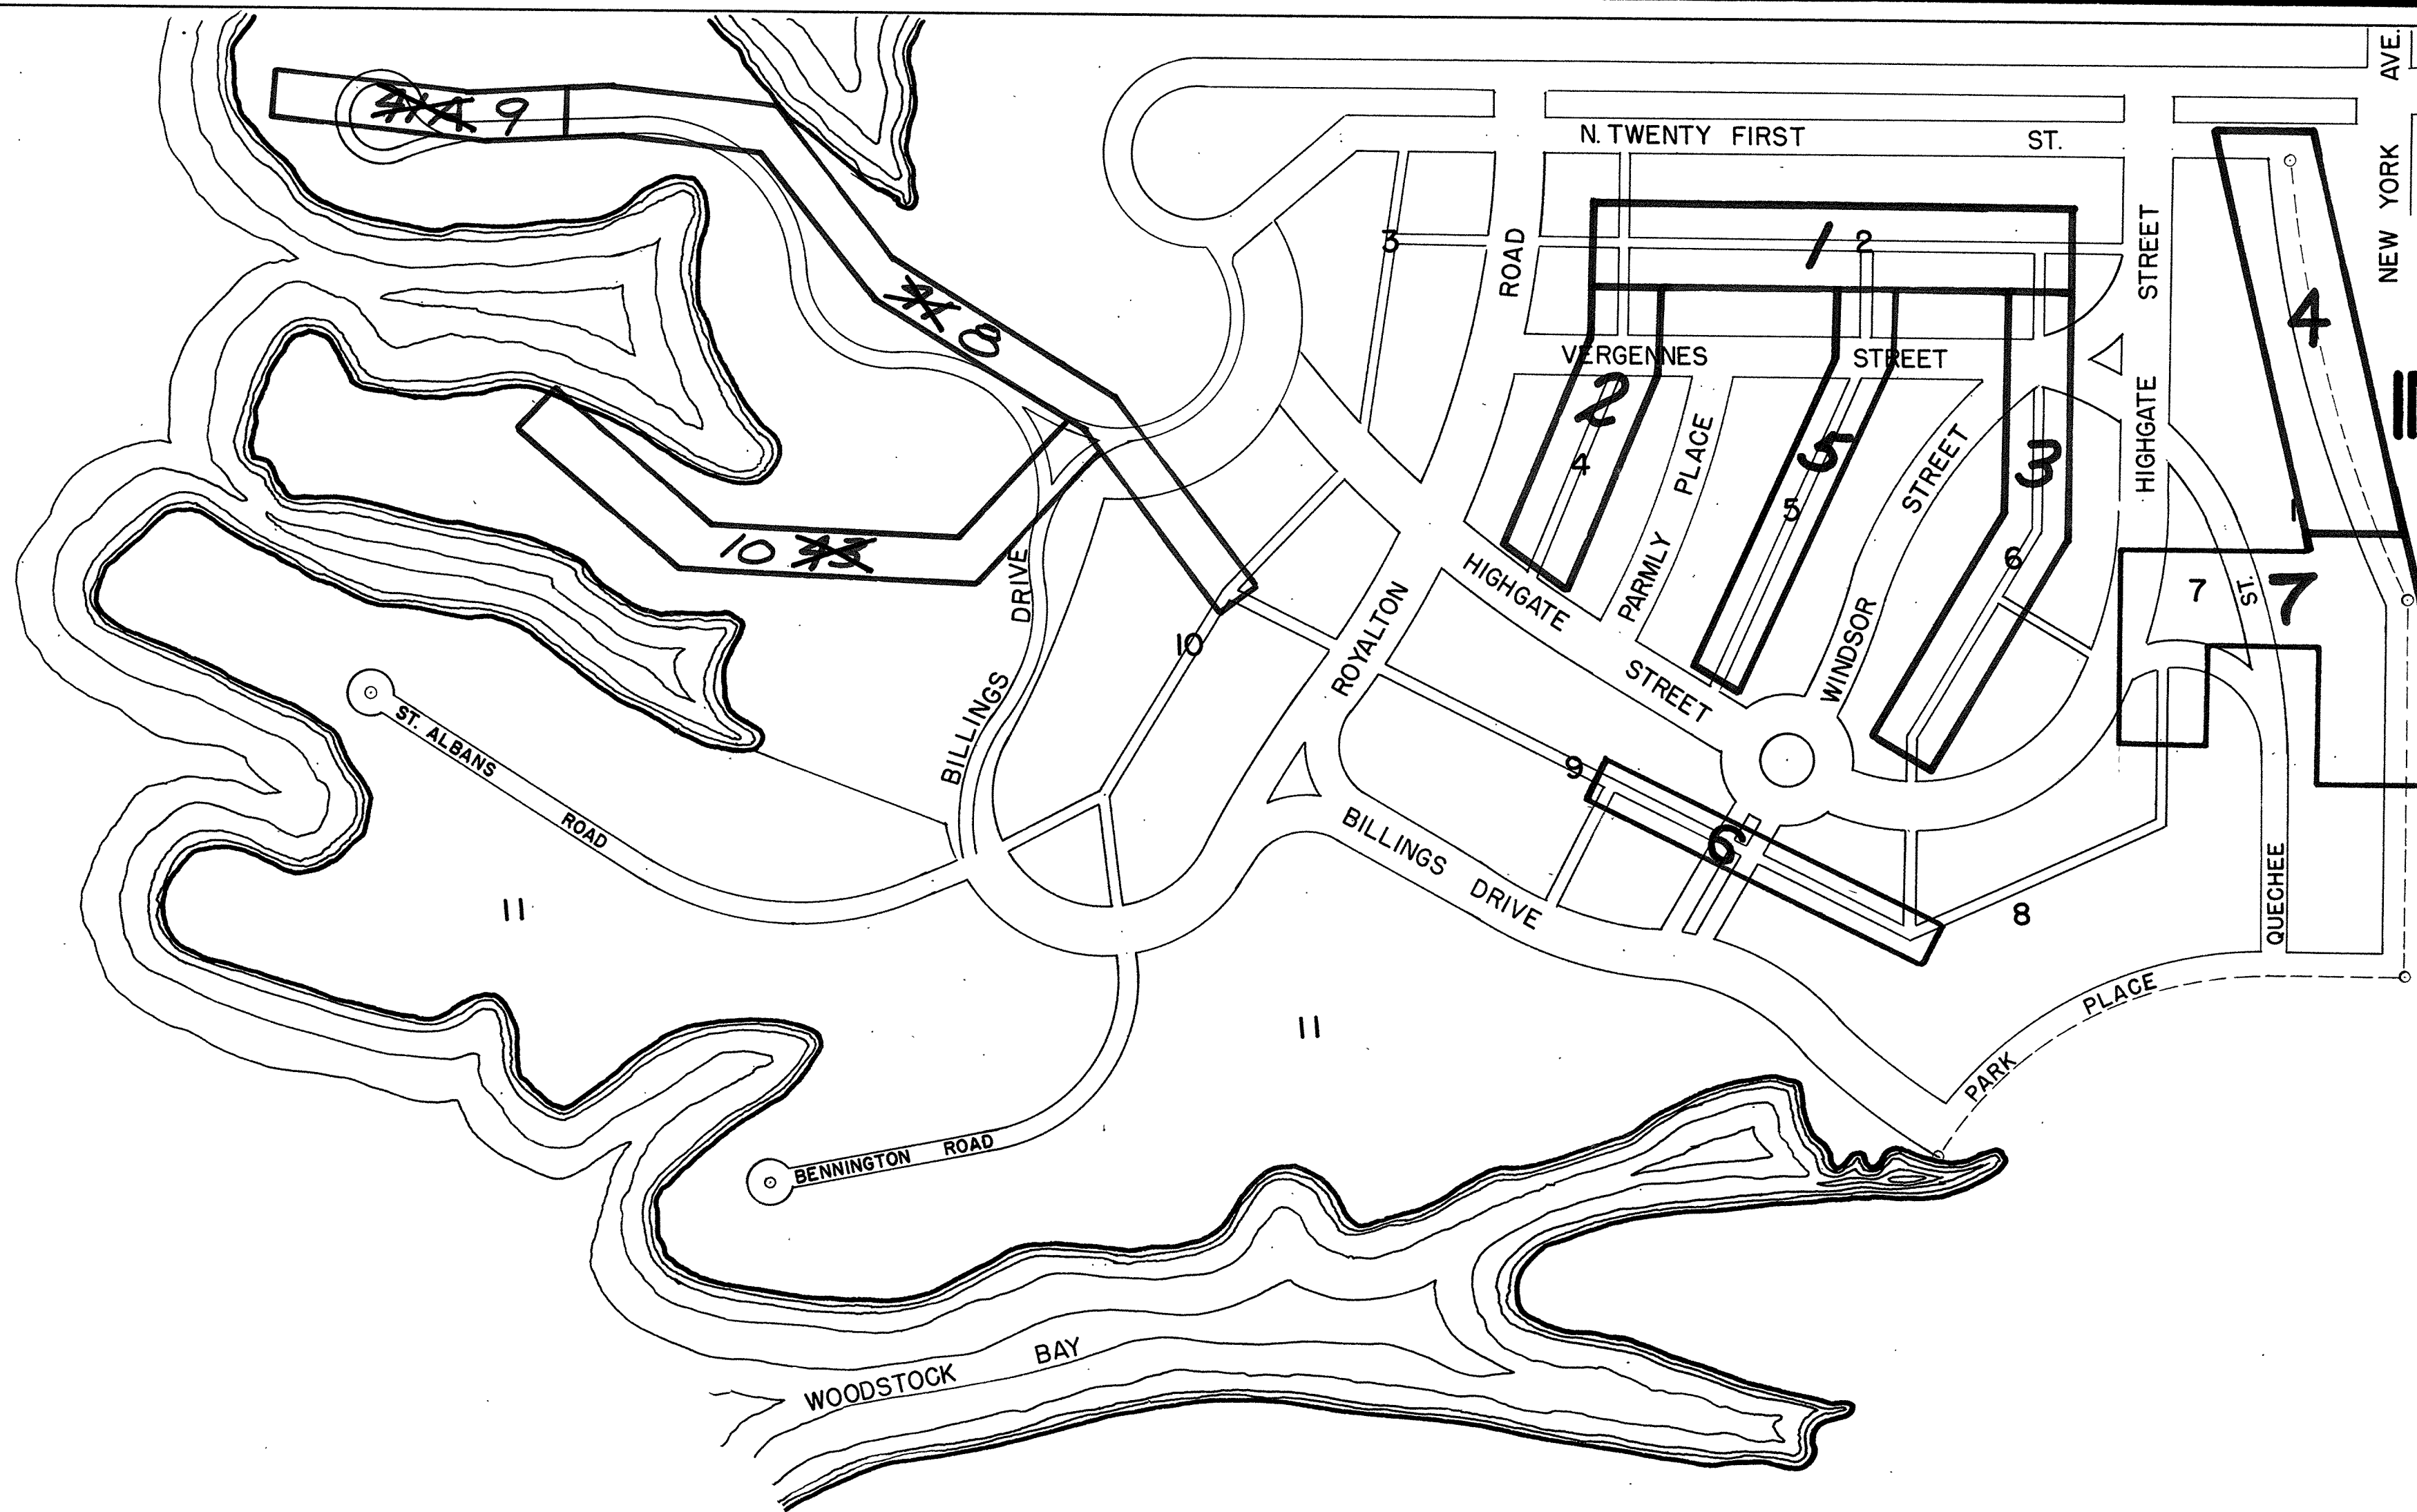 AVE.
NEW YORK
N. TWENTY FIRST ST.
9
1
2
3
ROAD
STREET
HIGHGATE
4
8
VERGENNES STREET
2
4
PLACE
PARMLY
5
5
STREET
WINDSOR
3
6
1
7
ST.
7
QUECHEE
10 43
DRIVE
BILLINGS
10
ROYALTON
HIGHGATE
STREET
ST. ALBANS
ROAD
9
6
BILLINGS DRIVE
8
11
11
PLACE
PARK
BENNINGTON ROAD
WOODSTOCK BAY